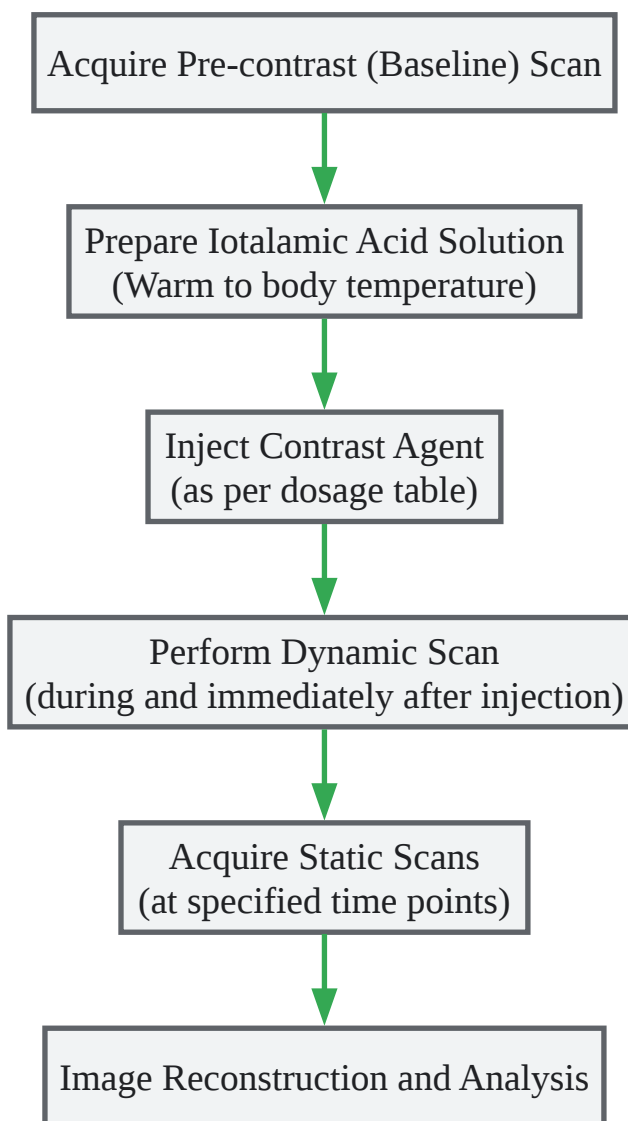 Acquire Pre-contrast (Baseline) Scan
Prepare Iotalamic Acid Solution
(Warm to body temperature)
Inject Contrast Agent
(as per dosage table)
Perform Dynamic Scan
(during and immediately after injection)
Acquire Static Scans
(at specified time points)
Image Reconstruction and Analysis